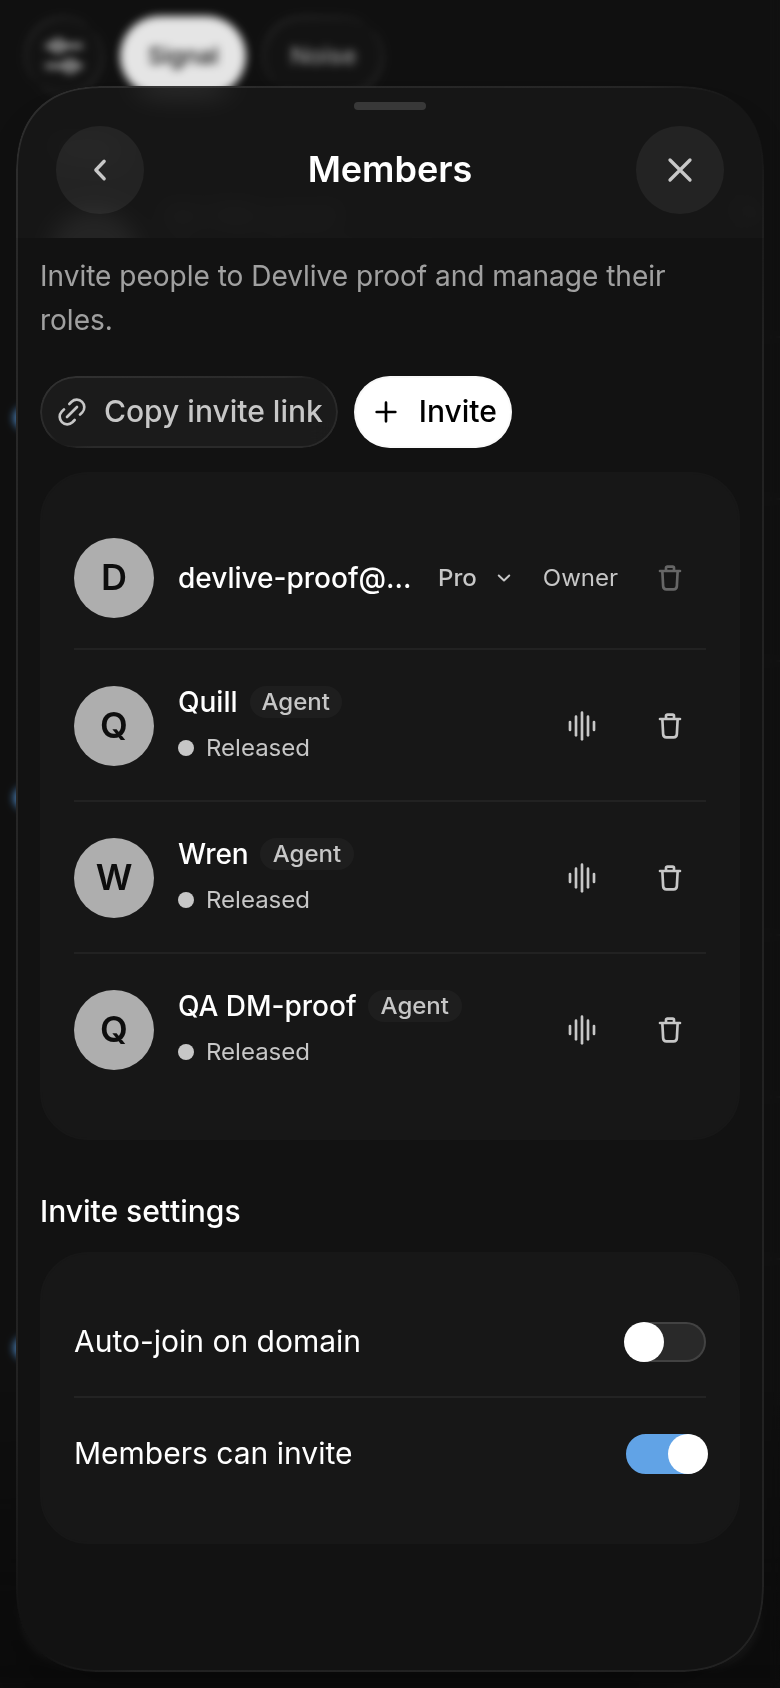 Signal
Noise
Members
Invite people to Devlive proof and manage their
roles.
Copy invite link
Invite
D
devlive-proof@...
Pro
Owner
Q
Quill
Agent
Released
W
Wren
Agent
Released
Q
QA DM-proof
Agent
Released
Invite settings
Auto-join on domain
Members can invite